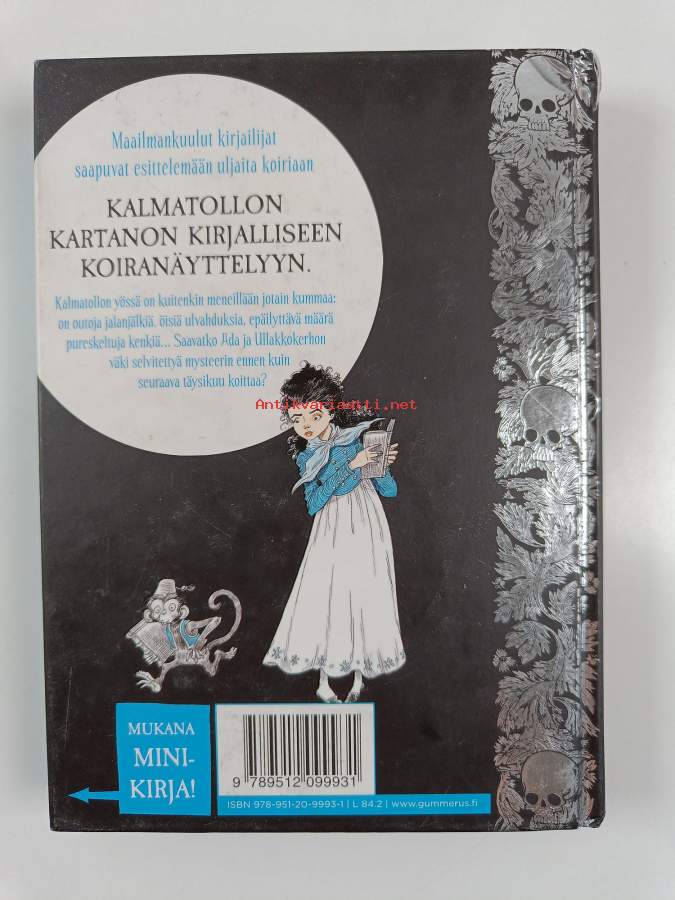 Maailmankuulut kirjailijat
saapuvat esittelemään uljaita koiriaan
KALMATOLLON
KARTANON KIRJALLISEEN
KOIRANÄYTTELYYN.
Kalmatollon yössä on kuitenkin meneillään jotain kummaa:
on outoja jalanjälkiä, öisiä ulvahduksia, epäilyttävä määrä
pureskeltuja kenkiä... Saavatko Ada ja Ullakkokerhon
väki selvitettyä mysteerin ennen kuin
seuraava täysikuu koittaa?
Antikvariaatti.net
MUKANA
MINI-
KIRJA!
9 789512 099931
ISBN 978-951-20-9993-1 | L 84.2 | www.gummerus.fi